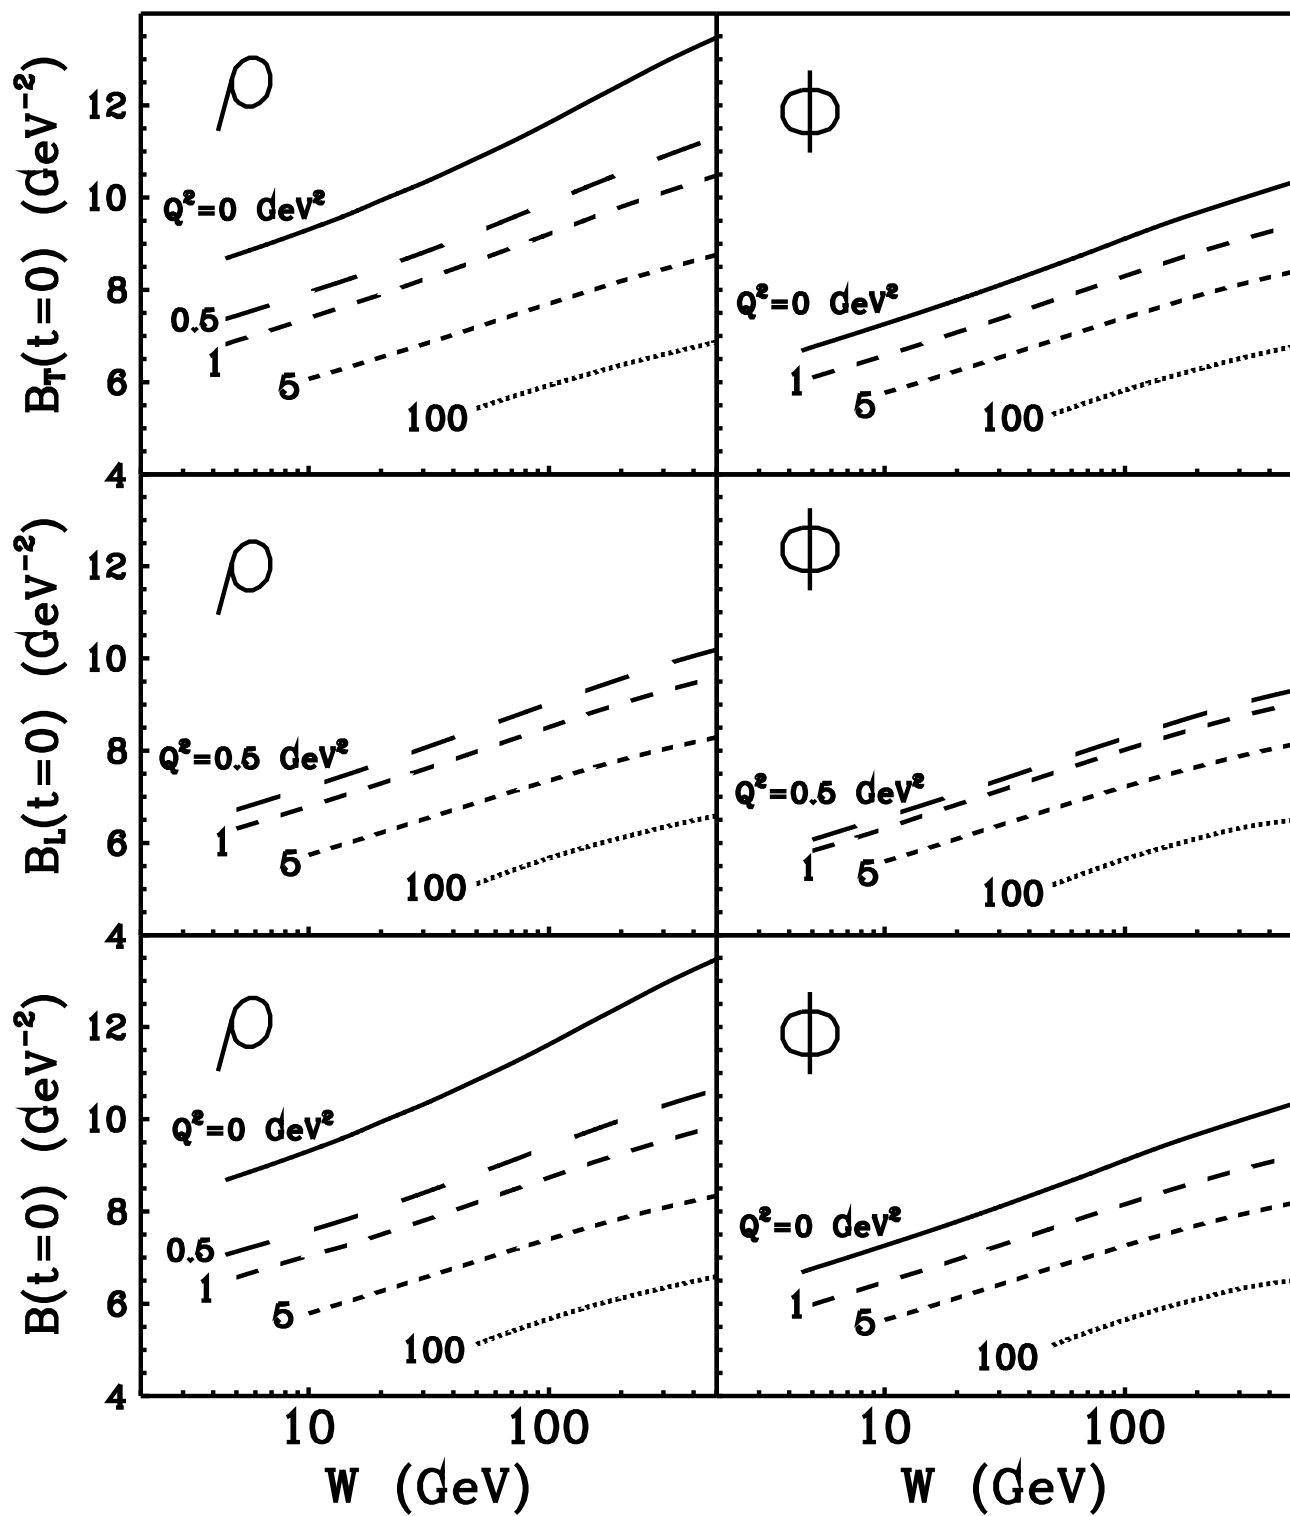 B_T(t=0) (GeV⁻²)
12
10
8
6
4
ρ
Q²=0 GeV²
0.5
1
5
100
Φ
Q²=0 GeV²
1
5
100
B_L(t=0) (GeV⁻²)
12
10
8
6
4
ρ
Q²=0.5 GeV²
1
5
100
Φ
Q²=0.5 GeV²
1
5
100
B(t=0) (GeV⁻²)
12
10
8
6
4
ρ
Q²=0 GeV²
0.5
1
5
100
Φ
Q²=0 GeV²
1
5
100
10 100
W (GeV)
10 100
W (GeV)